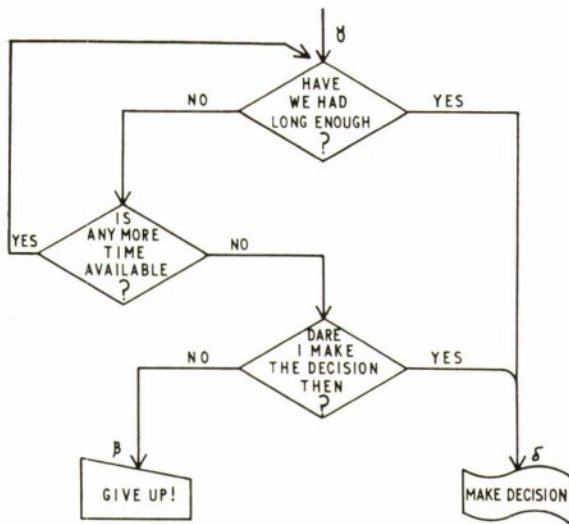 ɣ
HAVE
WE HAD
LONG ENOUGH
?
NO
YES
IS
ANY MORE
TIME
AVAILABLE
?
YES
NO
DARE
I MAKE
THE DECISION
THEN
?
NO
YES
β
GIVE UP!
δ
MAKE DECISION